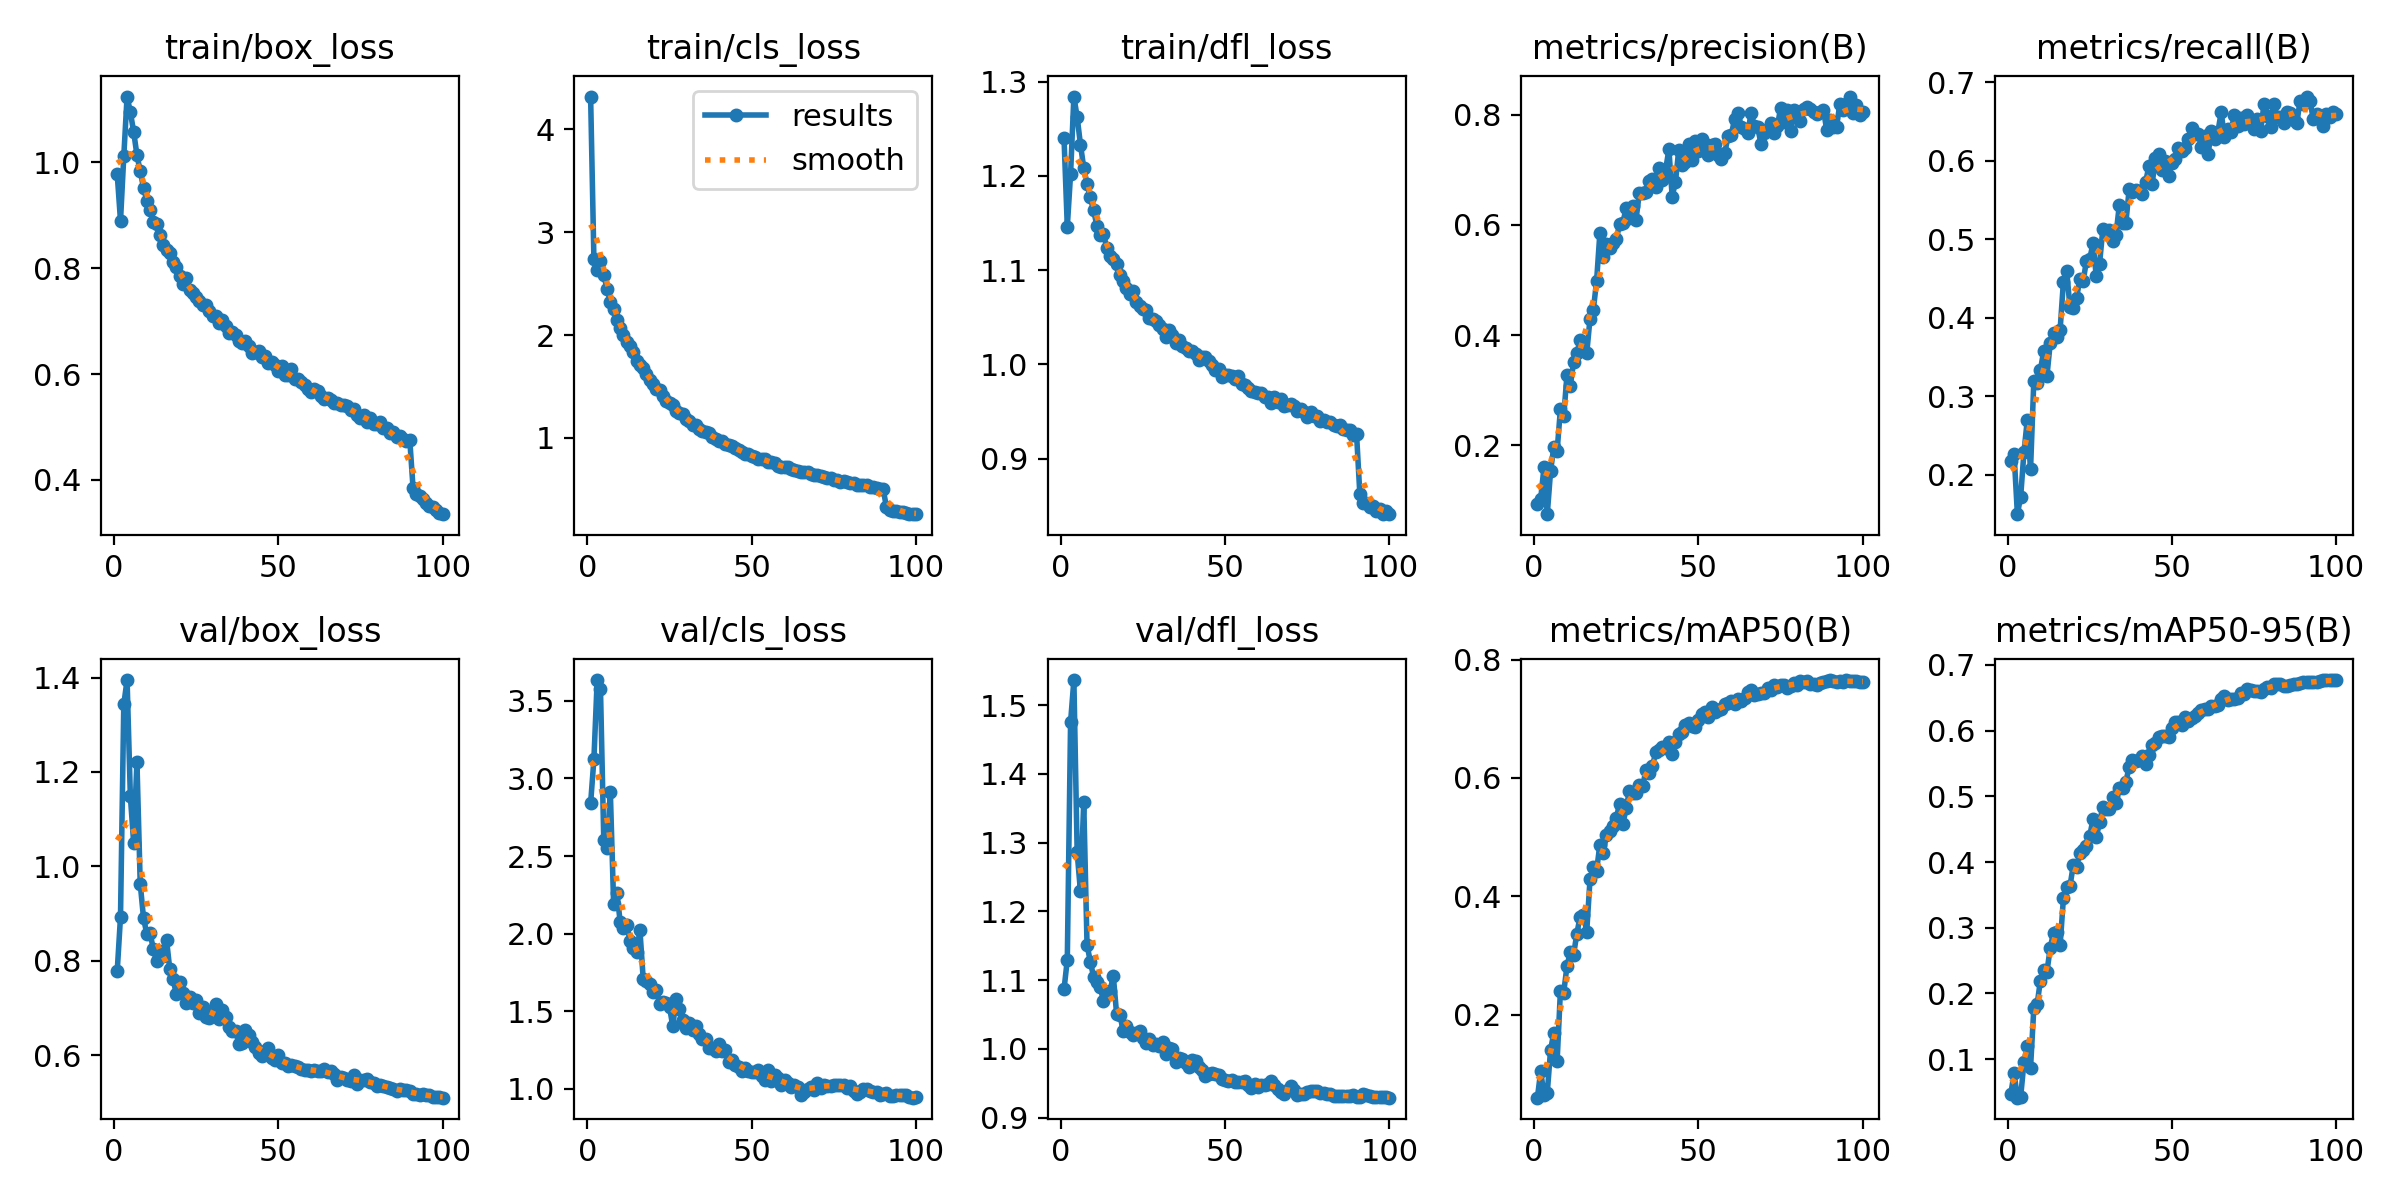 train/box_loss
1.0
0.8
0.6
0.4
0 50 100
train/cls_loss
results
smooth
4
3
2
1
0 50 100
train/dfl_loss
1.3
1.2
1.1
1.0
0.9
0 50 100
metrics/precision(B)
0.8
0.6
0.4
0.2
0 50 100
metrics/recall(B)
0.7
0.6
0.5
0.4
0.3
0.2
0 50 100
val/box_loss
1.4
1.2
1.0
0.8
0.6
0 50 100
val/cls_loss
3.5
3.0
2.5
2.0
1.5
1.0
0 50 100
val/dfl_loss
1.5
1.4
1.3
1.2
1.1
1.0
0.9
0 50 100
metrics/mAP50(B)
0.8
0.6
0.4
0.2
0 50 100
metrics/mAP50-95(B)
0.7
0.6
0.5
0.4
0.3
0.2
0.1
0 50 100